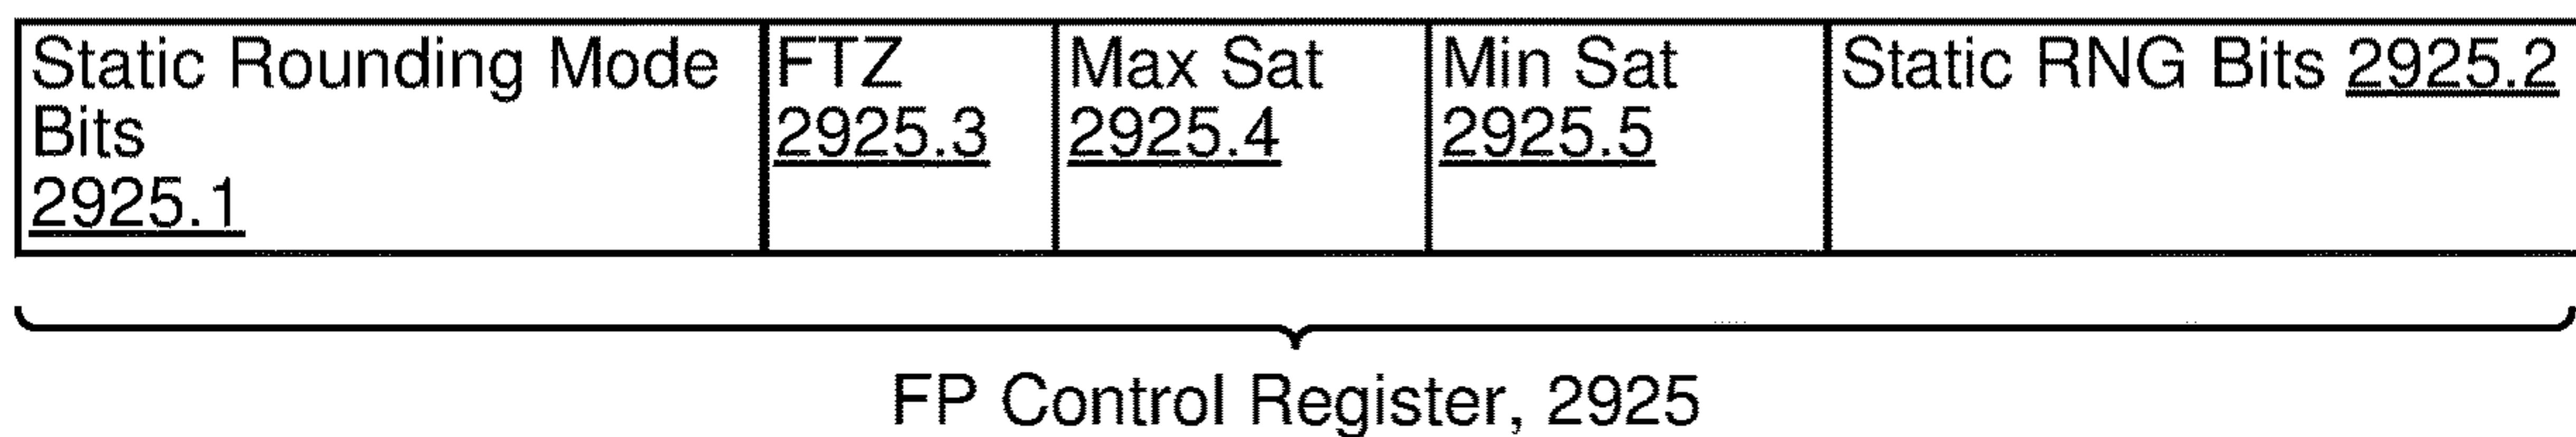 Static Rounding Mode
Bits
2925.1
FTZ
2925.3
Max Sat
2925.4
Min Sat
2925.5
Static RNG Bits 2925.2
FP Control Register, 2925